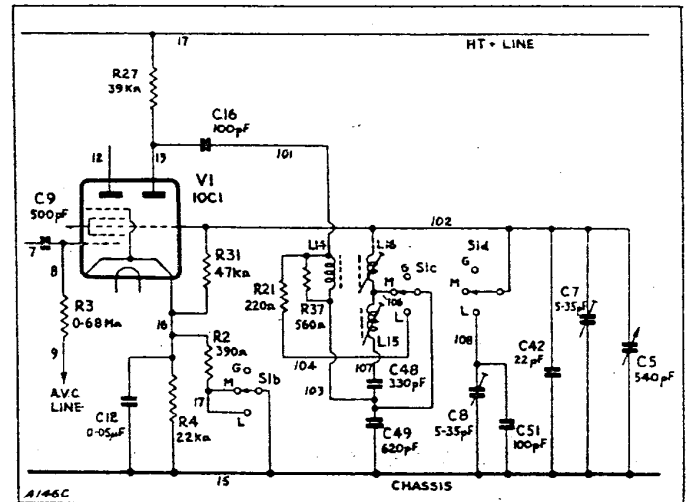 17
HT + LINE
R27
39KΩ
C16
100pF
101
12
13
V1
10C1
C9
500pF
7
8
102
R31
47KΩ
L14
L16
S1c
G
M
106
L
S1d
G
M
L
R21
220Ω
R37
560Ω
L15
C7
5-35pF
R3
0·68MΩ
9
A.V.C.
LINE
16
R2
390Ω
G
M
S1b
17
L
104
103
107
C48
330pF
108
C42
22pF
C5
540pF
C12
0·05µF
R4
22KΩ
C49
620pF
C8
5-35pF
C51
100pF
15
CHASSIS
A146C